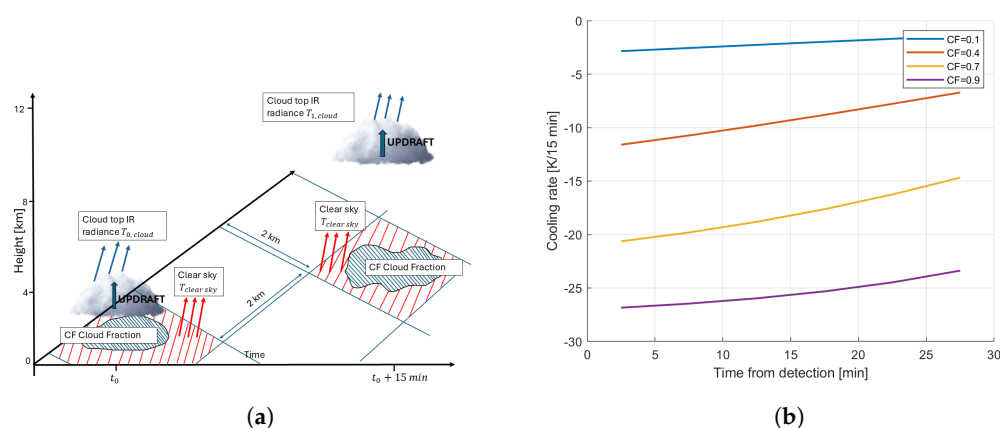 12
8
4
0
Height [km]
Cloud top IR
radiance T1,cloud
UPDRAFT
Cloud top IR
radiance T0,cloud
Clear sky
Tclear sky
UPDRAFT
CF Cloud Fraction
2 km
2 km
Clear sky
Tclear sky
CF Cloud Fraction
Time
t0
t0 + 15 min
(a)
0
-5
-10
-15
-20
-25
-30
Cooling rate [K/15 min]
CF=0.1
CF=0.4
CF=0.7
CF=0.9
0 5 10 15 20 25 30
Time from detection [min]
(b)